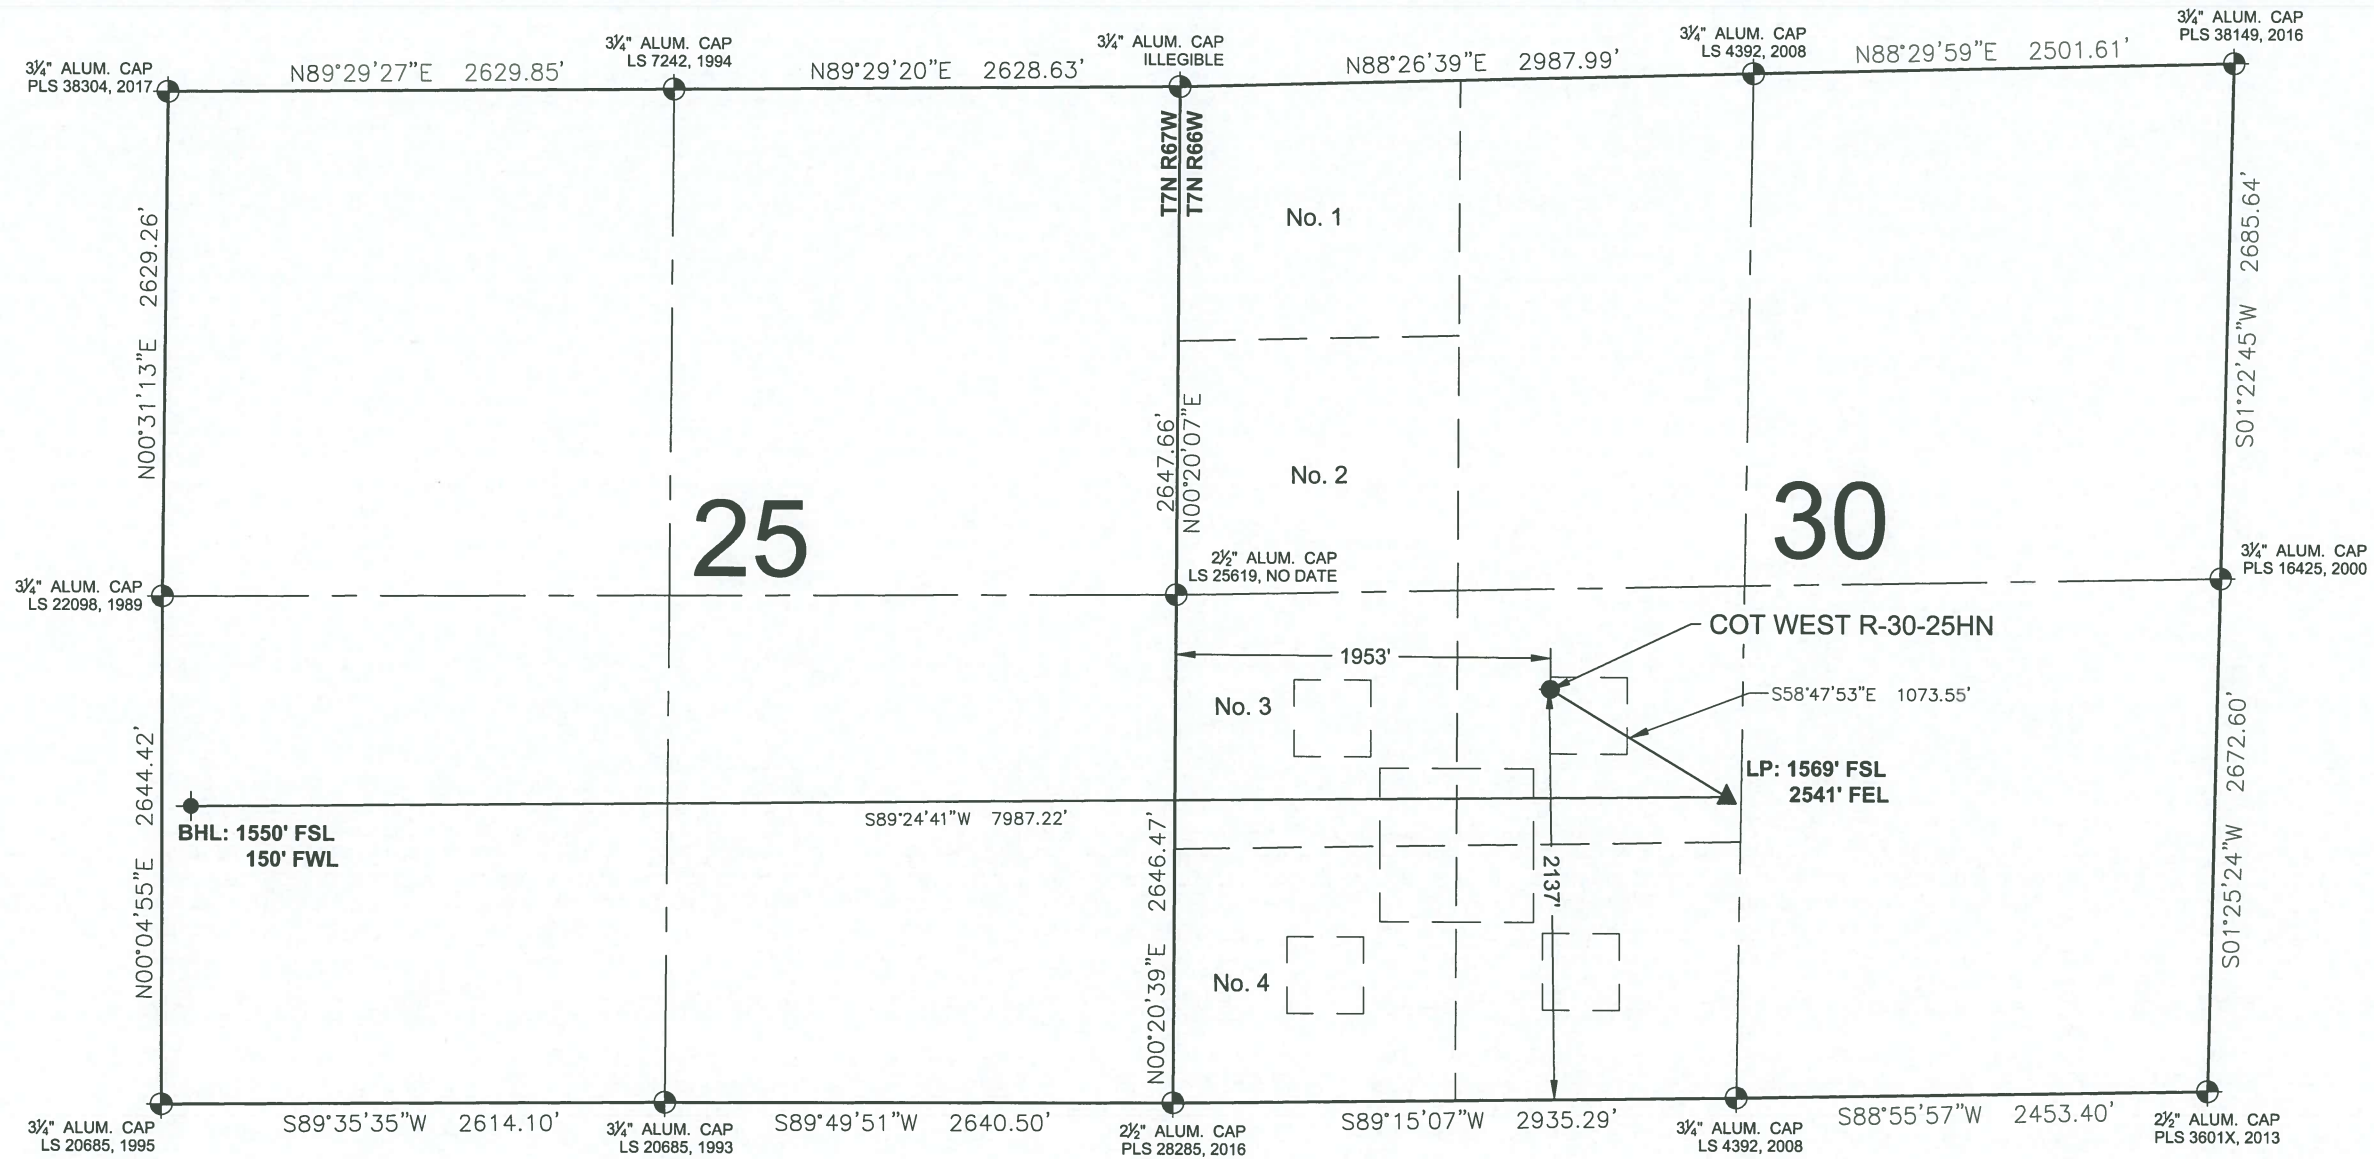 3¼" ALUM. CAP
PLS 38304, 2017
N89°29'27"E 2629.85'
3¼" ALUM. CAP
LS 7242, 1994
N89°29'20"E 2628.63'
3¼" ALUM. CAP
ILLEGIBLE
N88°26'39"E 2987.99'
3¼" ALUM. CAP
LS 4392, 2008
N88°29'59"E 2501.61'
3¼" ALUM. CAP
PLS 38149, 2016
T7N R67W
T7N R66W
No. 1
N00°31'13"E 2629.26'
S01°22'45"W 2685.64'
2647.66'
N00°20'07"E
No. 2
25
30
3¼" ALUM. CAP
LS 22098, 1989
2½" ALUM. CAP
LS 25619, NO DATE
3¼" ALUM. CAP
PLS 16425, 2000
COT WEST R-30-25HN
1953'
No. 3
S58°47'53"E 1073.55'
LP: 1569' FSL
2541' FEL
BHL: 1550' FSL
150' FWL
S89°24'41"W 7987.22'
N00°04'55"E 2644.42'
N00°20'39"E 2646.47'
2137'
S01°25'24"W 2672.60'
No. 4
3¼" ALUM. CAP
LS 20685, 1995
S89°35'35"W 2614.10'
3¼" ALUM. CAP
LS 20685, 1993
S89°49'51"W 2640.50'
2½" ALUM. CAP
PLS 28285, 2016
S89°15'07"W 2935.29'
3¼" ALUM. CAP
LS 4392, 2008
S88°55'57"W 2453.40'
2½" ALUM. CAP
PLS 3601X, 2013